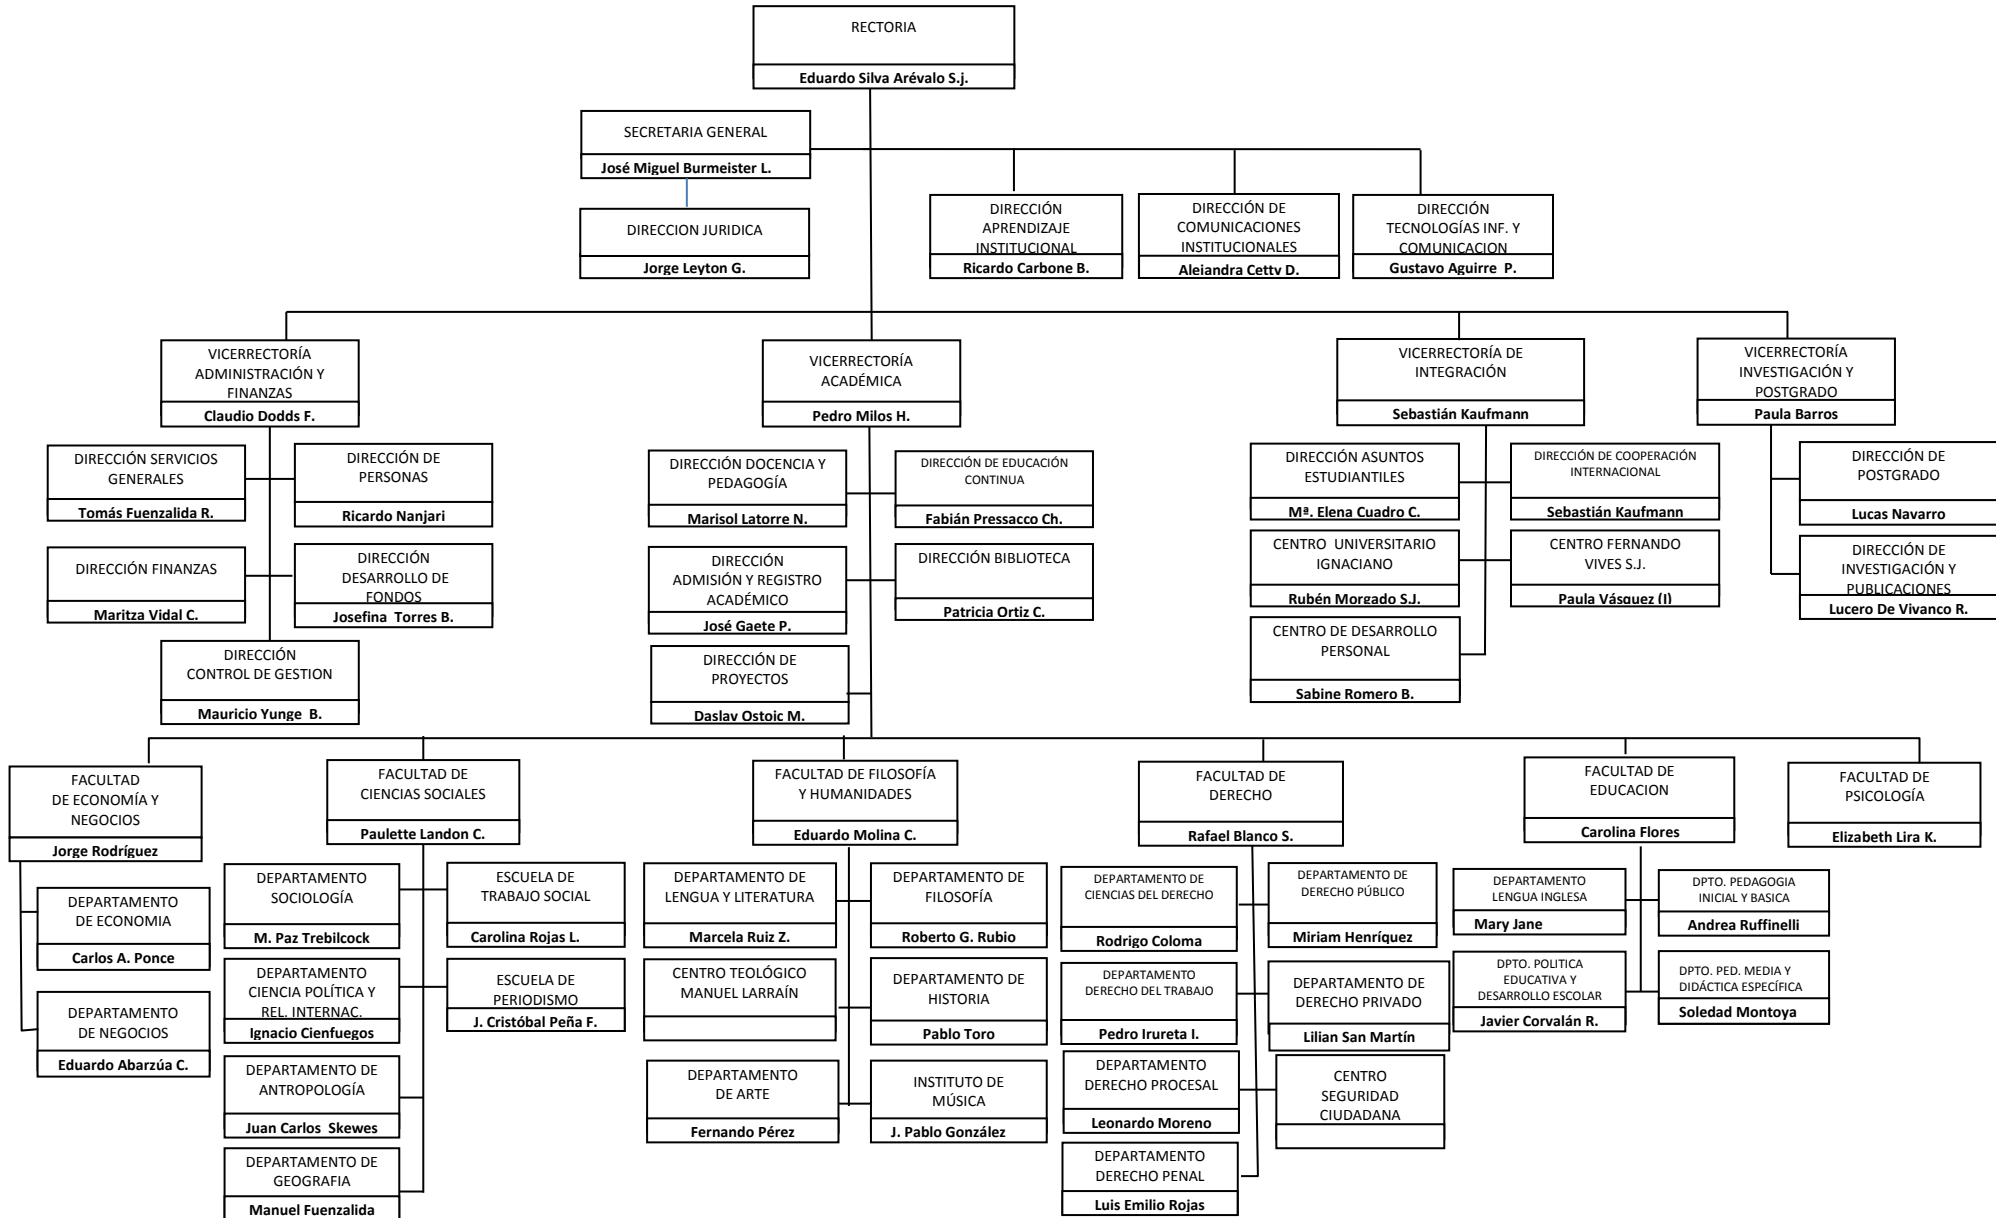 RECTORIA
Eduardo Silva Arévalo S.j.
SECRETARIA GENERAL
José Miguel Burmeister L.
DIRECCION JURIDICA
Jorge Leyton G.
DIRECCIÓN
APRENDIZAJE
INSTITUCIONAL
Ricardo Carbone B.
DIRECCIÓN DE
COMUNICACIONES
INSTITUCIONALES
Alejandra Cetty D.
DIRECCIÓN
TECNOLOGÍAS INF. Y
COMUNICACION
Gustavo Aguirre P.
VICERRECTORÍA
ADMINISTRACIÓN Y
FINANZAS
Claudio Dodds F.
VICERRECTORÍA
ACADÉMICA
Pedro Milos H.
VICERRECTORÍA DE
INTEGRACIÓN
Sebastián Kaufmann
VICERRECTORÍA
INVESTIGACIÓN Y
POSTGRADO
Paula Barros
DIRECCIÓN SERVICIOS
GENERALES
Tomás Fuenzalida R.
DIRECCIÓN DE
PERSONAS
Ricardo Nanjari
DIRECCIÓN FINANZAS
Maritza Vidal C.
DIRECCIÓN
DESARROLLO DE
FONDOS
Josefina Torres B.
DIRECCIÓN
CONTROL DE GESTION
Mauricio Yunge B.
DIRECCIÓN DOCENCIA Y
PEDAGOGÍA
Marisol Latorre N.
DIRECCIÓN DE EDUCACIÓN
CONTINUA
Fabián Pressacco Ch.
DIRECCIÓN
ADMISIÓN Y REGISTRO
ACADÉMICO
José Gaete P.
DIRECCIÓN BIBLIOTECA
Patricia Ortiz C.
DIRECCIÓN DE
PROYECTOS
Daslav Ostoic M.
DIRECCIÓN ASUNTOS
ESTUDIANTILES
Mª. Elena Cuadro C.
DIRECCIÓN DE COOPERACIÓN
INTERNACIONAL
Sebastián Kaufmann
CENTRO UNIVERSITARIO
IGNACIANO
Rubén Morgado S.J.
CENTRO FERNANDO
VIVES S.J.
Paula Vásquez (I)
CENTRO DE DESARROLLO
PERSONAL
Sabine Romero B.
DIRECCIÓN DE
POSTGRADO
Lucas Navarro
DIRECCIÓN DE
INVESTIGACIÓN Y
PUBLICACIONES
Lucero De Vivanco R.
FACULTAD
DE ECONOMÍA Y
NEGOCIOS
Jorge Rodríguez
DEPARTAMENTO
DE ECONOMIA
Carlos A. Ponce
DEPARTAMENTO
DE NEGOCIOS
Eduardo Abarzúa C.
FACULTAD DE
CIENCIAS SOCIALES
Paulette Landon C.
DEPARTAMENTO
SOCIOLOGÍA
M. Paz Trebilcock
ESCUELA DE
TRABAJO SOCIAL
Carolina Rojas L.
DEPARTAMENTO
CIENCIA POLÍTICA Y
REL. INTERNAC.
Ignacio Cienfuegos
ESCUELA DE
PERIODISMO
J. Cristóbal Peña F.
DEPARTAMENTO DE
ANTROPOLOGÍA
Juan Carlos Skewes
DEPARTAMENTO DE
GEOGRAFIA
Manuel Fuenzalida
FACULTAD DE FILOSOFÍA
Y HUMANIDADES
Eduardo Molina C.
DEPARTAMENTO DE
LENGUA Y LITERATURA
Marcela Ruiz Z.
DEPARTAMENTO DE
FILOSOFÍA
Roberto G. Rubio
CENTRO TEOLÓGICO
MANUEL LARRAÍN
DEPARTAMENTO DE
HISTORIA
Pablo Toro
DEPARTAMENTO
DE ARTE
Fernando Pérez
INSTITUTO DE
MÚSICA
J. Pablo González
FACULTAD DE
DERECHO
Rafael Blanco S.
DEPARTAMENTO DE
CIENCIAS DEL DERECHO
Rodrigo Coloma
DEPARTAMENTO DE
DERECHO PÚBLICO
Miriam Henríquez
DEPARTAMENTO
DERECHO DEL TRABAJO
Pedro Irureta I.
DEPARTAMENTO DE
DERECHO PRIVADO
Lilian San Martín
DEPARTAMENTO
DERECHO PROCESAL
Leonardo Moreno
CENTRO
SEGURIDAD
CIUDADANA
DEPARTAMENTO
DERECHO PENAL
Luis Emilio Rojas
FACULTAD DE
EDUCACION
Carolina Flores
DEPARTAMENTO
LENGUA INGLESA
Mary Jane
DPTO. PEDAGOGIA
INICIAL Y BASICA
Andrea Ruffinelli
DPTO. POLITICA
EDUCATIVA Y
DESARROLLO ESCOLAR
Javier Corvalán R.
DPTO. PED. MEDIA Y
DIDÁCTICA ESPECÍFICA
Soledad Montoya
FACULTAD DE
PSICOLOGÍA
Elizabeth Lira K.